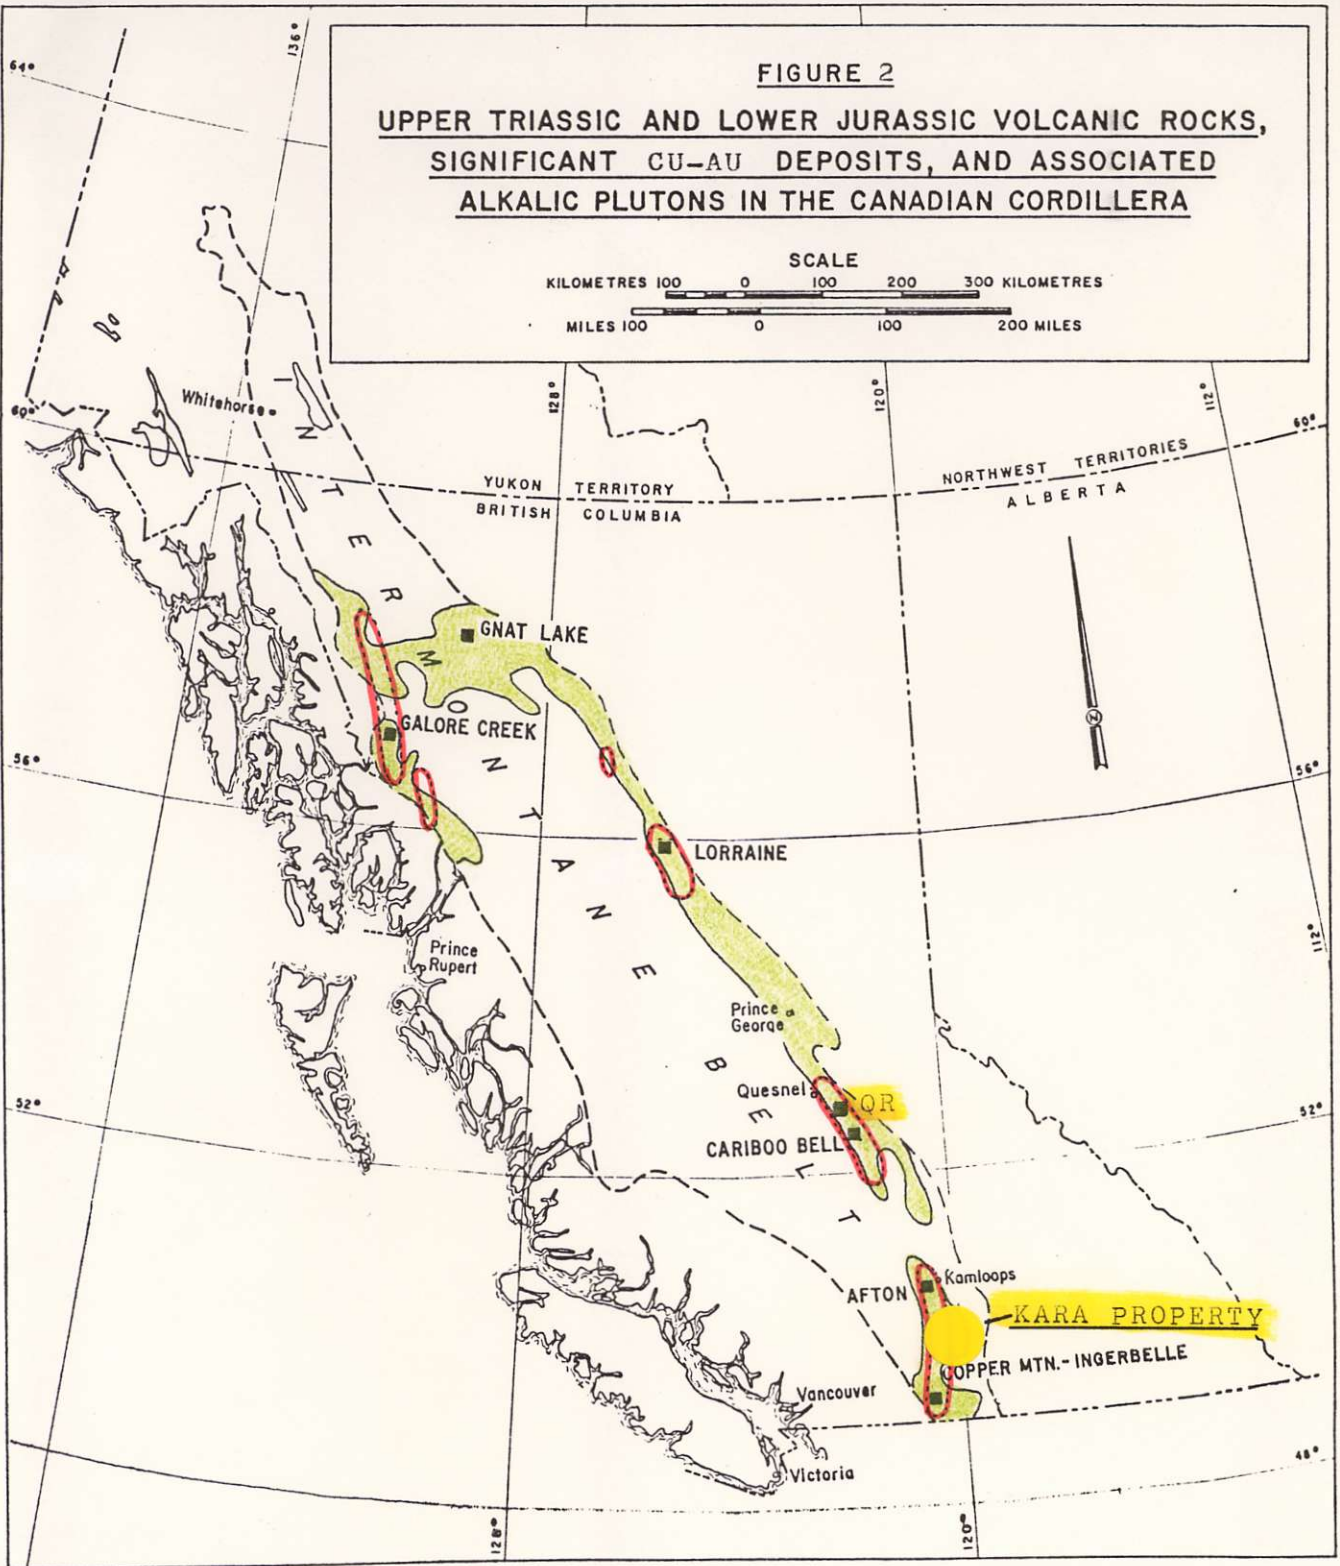 FIGURE 2
UPPER TRIASSIC AND LOWER JURASSIC VOLCANIC ROCKS,
SIGNIFICANT CU-AU DEPOSITS, AND ASSOCIATED
ALKALIC PLUTONS IN THE CANADIAN CORDILLERA
SCALE
KILOMETRES 100 0 100 200 300 KILOMETRES
MILES 100 0 100 200 MILES
136°
64°
128°
120°
112°
60°
60°
Whitehorse
YUKON TERRITORY
BRITISH COLUMBIA
NORTHWEST TERRITORIES
ALBERTA
INTERMONTANE BELT
GNAT LAKE
GALORE CREEK
N
56°
56°
LORRAINE
112°
Prince
Rupert
Prince
George
Quesnel
QR
CARIBOO BELL
52°
52°
AFTON
Kamloops
KARA PROPERTY
COPPER MTN.-INGERBELLE
Vancouver
Victoria
48°
128°
120°